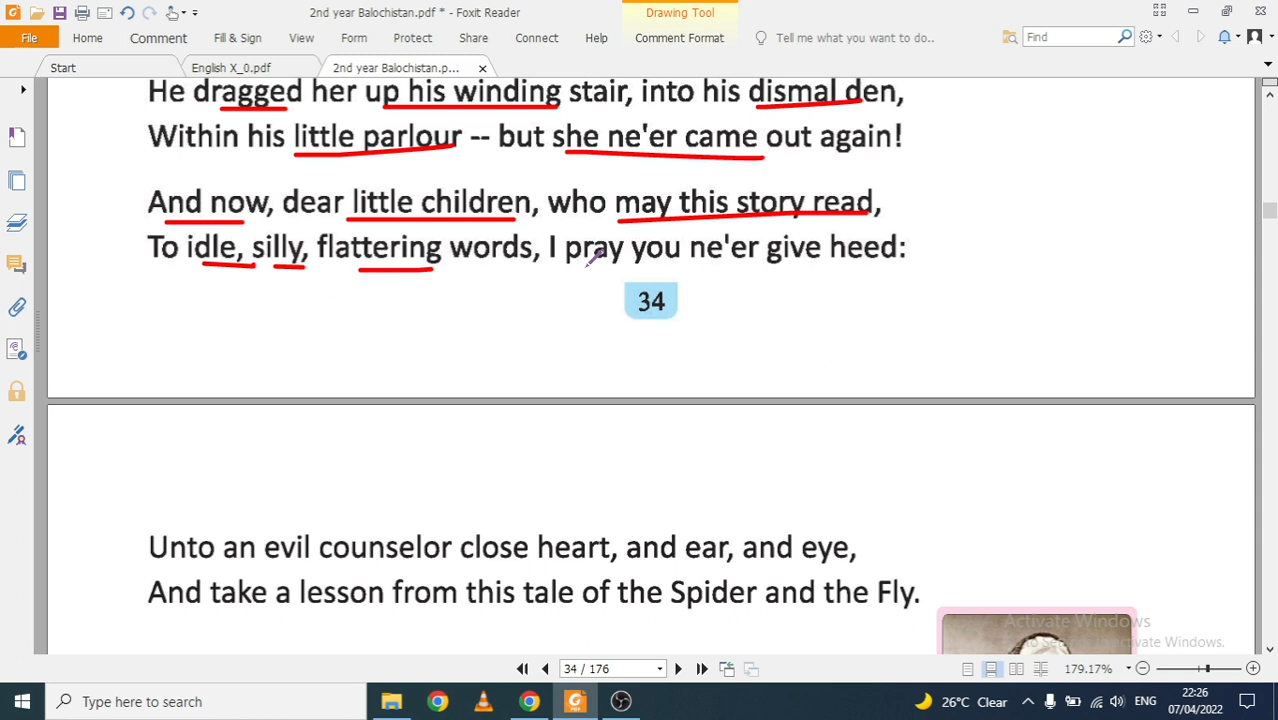 2nd year Balochistan.pdf * - Foxit Reader
Drawing Tool
File Home Comment Fill & Sign View Form Protect Share Connect Help Comment Format Tell me what you want to do.. Find
Start English X_0.pdf 2nd year Balochistan.p...
He dragged her up his winding stair, into his dismal den,
Within his little parlour -- but she ne'er came out again!
And now, dear little children, who may this story read,
To idle, silly, flattering words, I pray you ne'er give heed:
34
Unto an evil counselor close heart, and ear, and eye,
And take a lesson from this tale of the Spider and the Fly.
Activate Windows
34 / 176 179.17%
Type here to search 26°C Clear ENG 22:26
07/04/2022